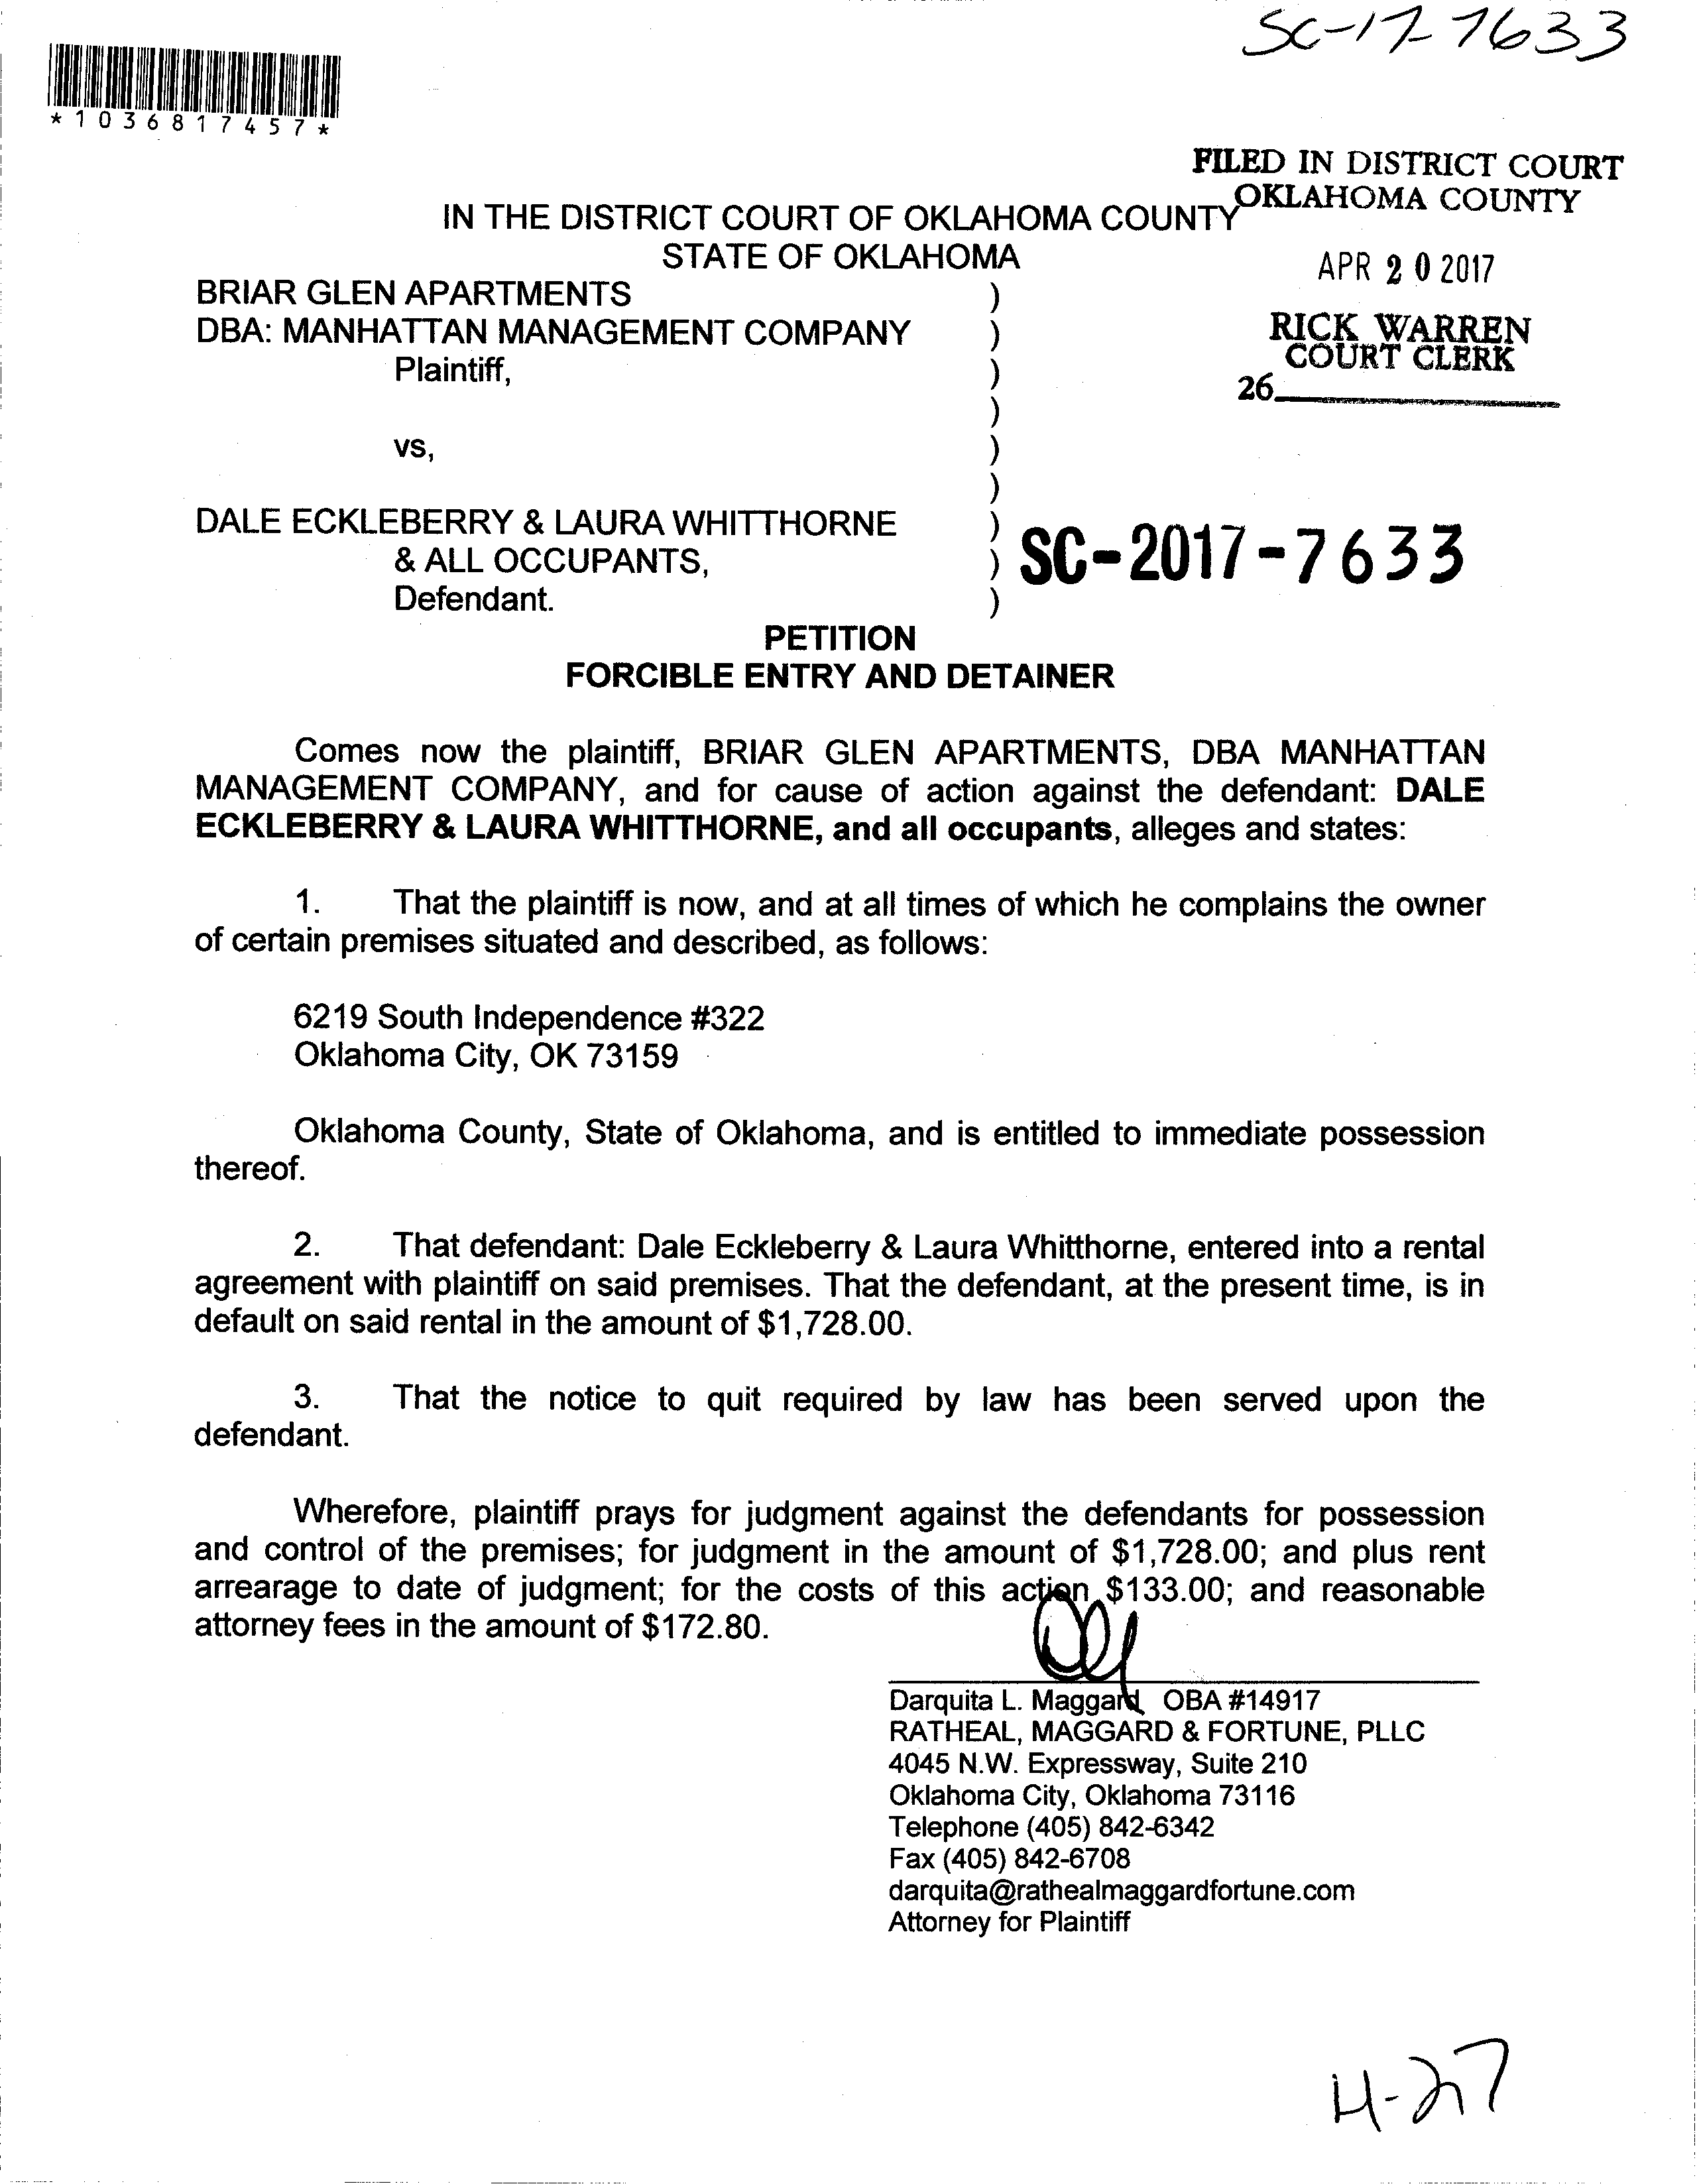 SC-17-7633
*1036817457*
FILED IN DISTRICT COURT
OKLAHOMA COUNTY
IN THE DISTRICT COURT OF OKLAHOMA COUNTY
STATE OF OKLAHOMA
APR 20 2017
BRIAR GLEN APARTMENTS )
DBA: MANHATTAN MANAGEMENT COMPANY )
RICK WARREN
COURT CLERK
Plaintiff, )
26
)
vs, )
)
DALE ECKLEBERRY & LAURA WHITTHORNE )
& ALL OCCUPANTS, ) SC-2017-7633
Defendant. )
PETITION
FORCIBLE ENTRY AND DETAINER
Comes now the plaintiff, BRIAR GLEN APARTMENTS, DBA MANHATTAN
MANAGEMENT COMPANY, and for cause of action against the defendant: DALE
ECKLEBERRY & LAURA WHITTHORNE, and all occupants, alleges and states:
1. That the plaintiff is now, and at all times of which he complains the owner
of certain premises situated and described, as follows:
6219 South Independence #322
Oklahoma City, OK 73159
Oklahoma County, State of Oklahoma, and is entitled to immediate possession
thereof.
2. That defendant: Dale Eckleberry & Laura Whitthorne, entered into a rental
agreement with plaintiff on said premises. That the defendant, at the present time, is in
default on said rental in the amount of $1,728.00.
3. That the notice to quit required by law has been served upon the
defendant.
Wherefore, plaintiff prays for judgment against the defendants for possession
and control of the premises; for judgment in the amount of $1,728.00; and plus rent
arrearage to date of judgment; for the costs of this action $133.00; and reasonable
attorney fees in the amount of $172.80.
Darquita L. Maggard OBA #14917
RATHEAL, MAGGARD & FORTUNE, PLLC
4045 N.W. Expressway, Suite 210
Oklahoma City, Oklahoma 73116
Telephone (405) 842-6342
Fax (405) 842-6708
darquita@rathealmaggardfortune.com
Attorney for Plaintiff
4-27